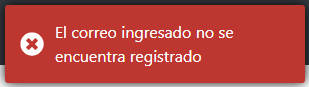 El correo ingresado no se
encuentra registrado